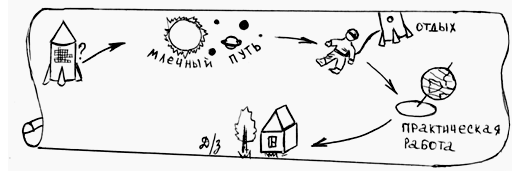 ?
МЛЕЧНЫЙ ПУТЬ
ОТДЫХ
ПРАКТИЧЕСКАЯ
РАБОТА
Д/З